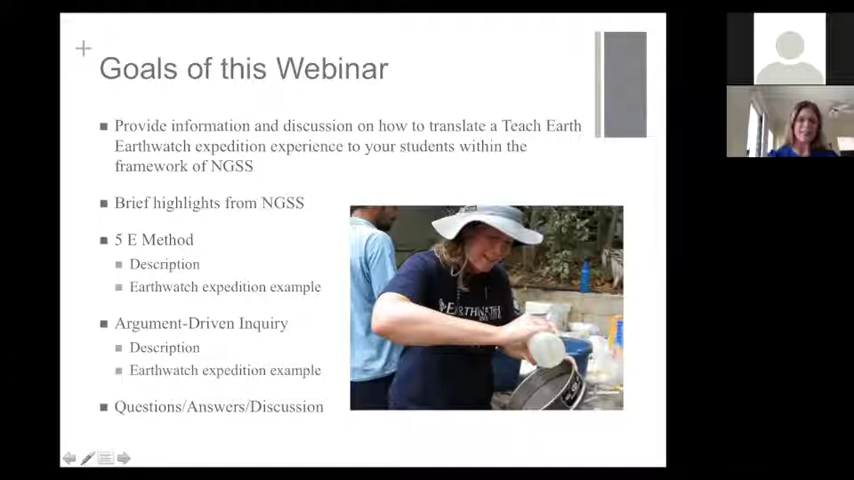 Goals of this Webinar
Provide information and discussion on how to translate a Teach Earth
Earthwatch expedition experience to your students within the
framework of NGSS
Brief highlights from NGSS
5 E Method
Description
Earthwatch expedition example
Argument-Driven Inquiry
Description
Earthwatch expedition example
Questions/Answers/Discussion
EARTHWATCH